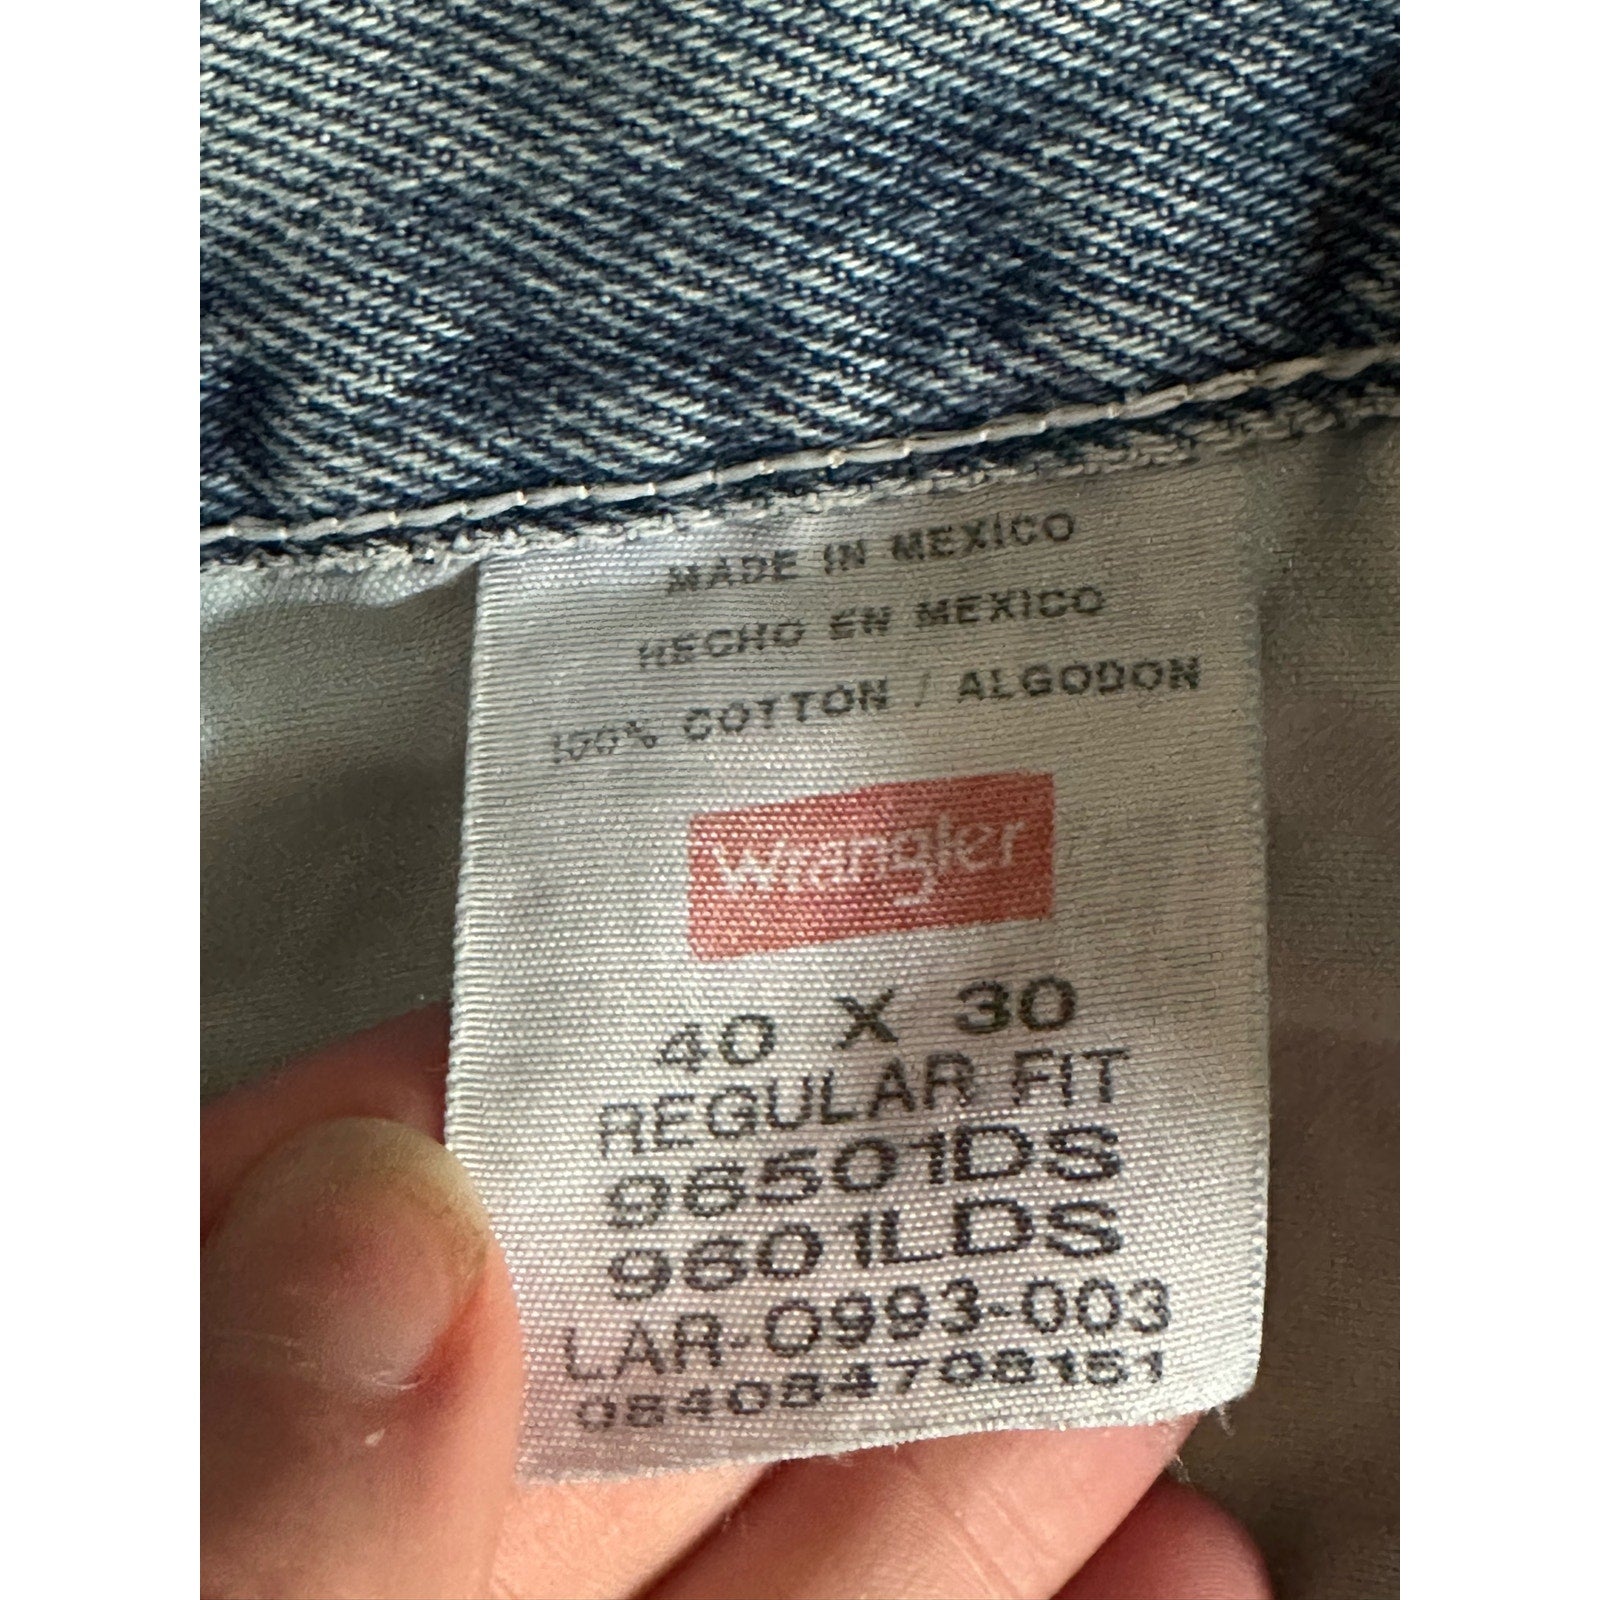 MADE IN MEXICO
HECHO EN MEXICO
100% COTTON / ALGODON
Wrangler
40 X 30
REGULAR FIT
96501DS
9601LDS
LAR-0993-003
084084708151